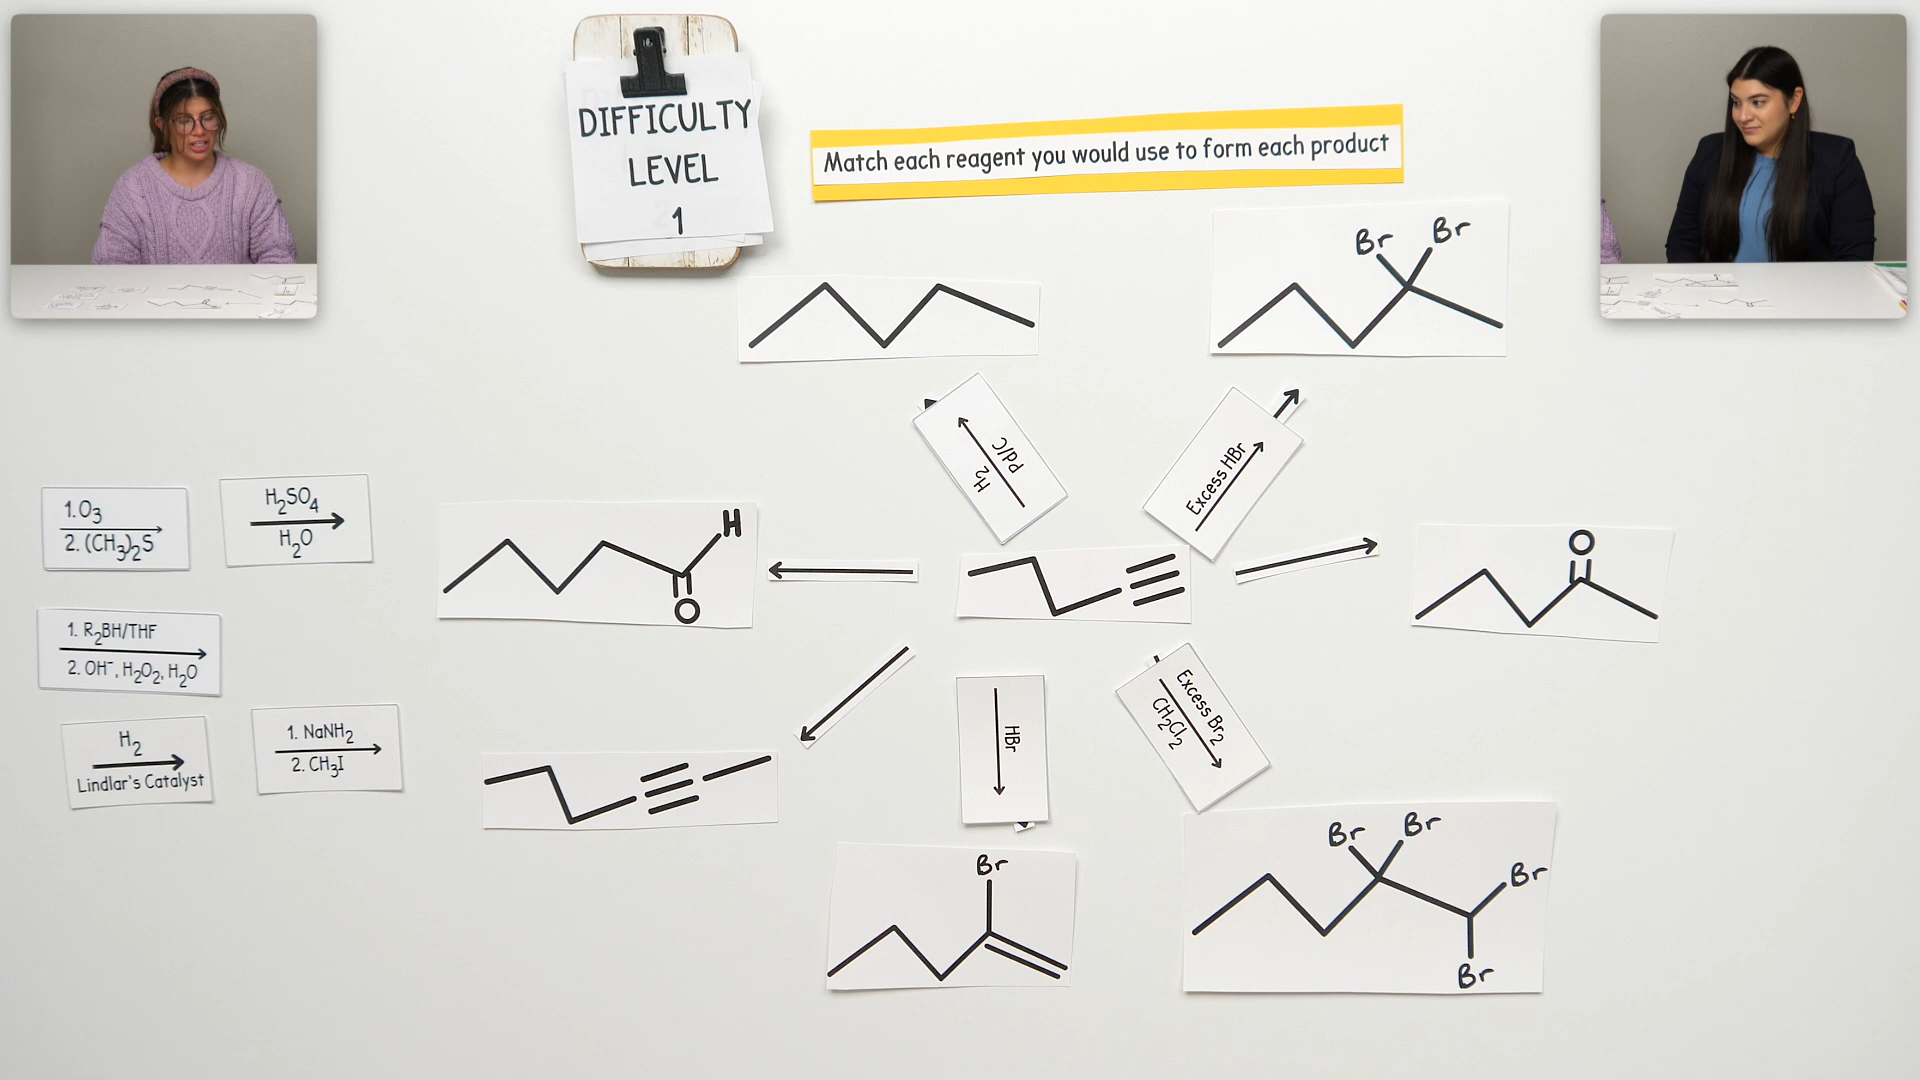 DIFFICULTY
LEVEL
1
Match each reagent you would use to form each product
Br Br
H₂
Pd/C
Excess HBr
1.O₃
2. (CH₃)₂S
H₂SO₄
H₂O
H
O
O
1. R₂BH/THF
2. OH⁻, H₂O₂, H₂O
H₂
Lindlar's Catalyst
1. NaNH₂
2. CH₃I
HBr
Excess Br₂
CH₂Cl₂
Br
Br Br
Br
Br